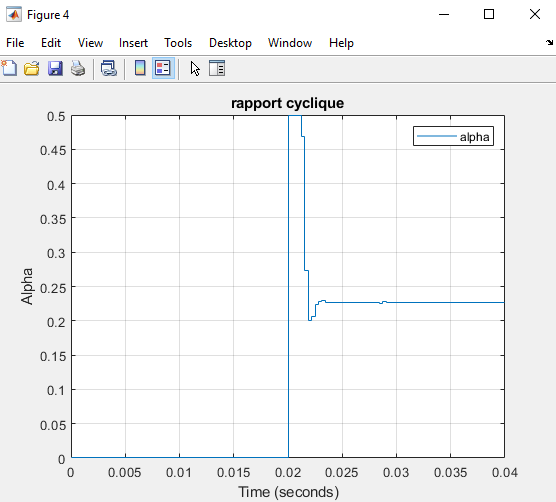 Figure 4
File Edit View Insert Tools Desktop Window Help
rapport cyclique
alpha
Alpha
0.5
0.45
0.4
0.35
0.3
0.25
0.2
0.15
0.1
0.05
0
0 0.005 0.01 0.015 0.02 0.025 0.03 0.035 0.04
Time (seconds)